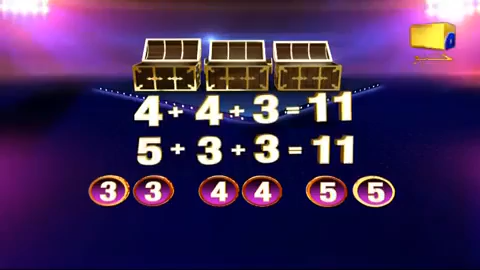 4 + 4 + 3 = 11
5 + 3 + 3 = 11
3 3 4 4 5 5